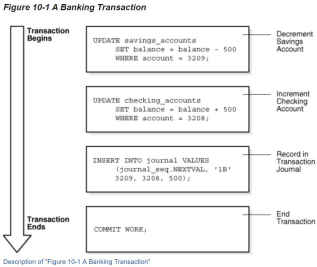 Figure 10-1 A Banking Transaction
Transaction
Begins
UPDATE savings_accounts
SET balance = balance - 500
WHERE account = 3209;
Decrement
Savings
Account
UPDATE checking_accounts
SET balance = balance + 500
WHERE account = 3208;
Increment
Checking
Account
INSERT INTO journal VALUES
(journal_seq.NEXTVAL, '1B'
3209, 3208, 500);
Record in
Transaction
Journal
Transaction
Ends
COMMIT WORK;
End
Transaction
Description of "Figure 10-1 A Banking Transaction"